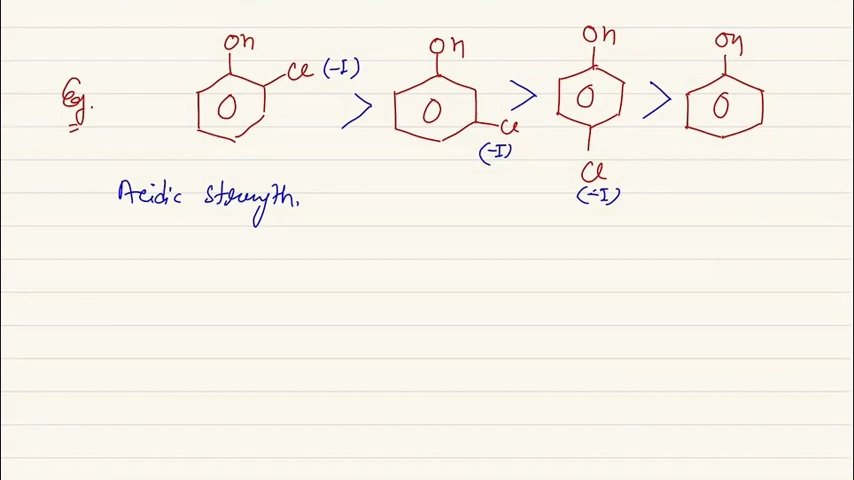 OH OH OH OH
Eg. Cl (-I) > Cl (-I) > Cl (-I) >
Acidic strength.